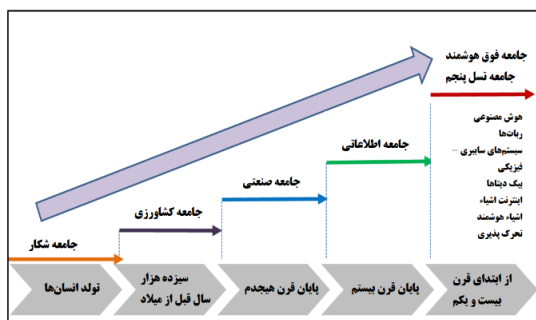 جامعه فوق هوشمند
جامعه نسل پنجم
هوش مصنوعی
ربات‌ها
سیستم‌های سایبری –
فیزیکی
بیگ دیتاها
اینترنت اشیاء
اشیاء هوشمند
تحرک پذیری
جامعه اطلاعاتی
جامعه صنعتی
جامعه کشاورزی
جامعه شکار
تولد انسان‌ها
سیزده هزار
سال قبل از میلاد
پایان قرن هیجدم
پایان قرن بیستم
از ابتدای قرن
بیست و یکم